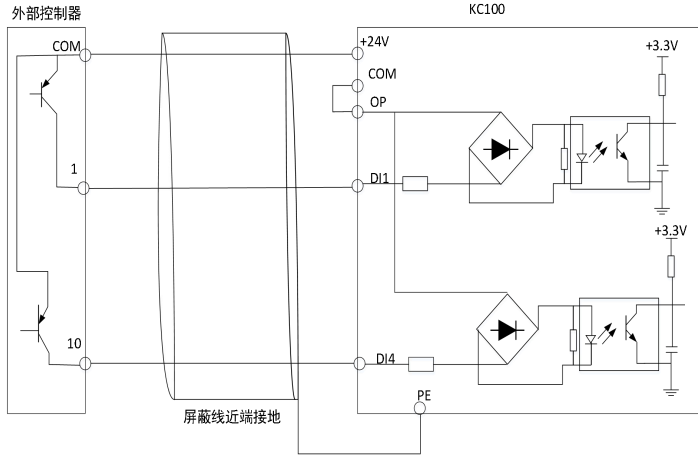 外部控制器
KC100
COM
+24V
+3.3V
COM
OP
1
DI1
+3.3V
10
DI4
PE
屏蔽线近端接地